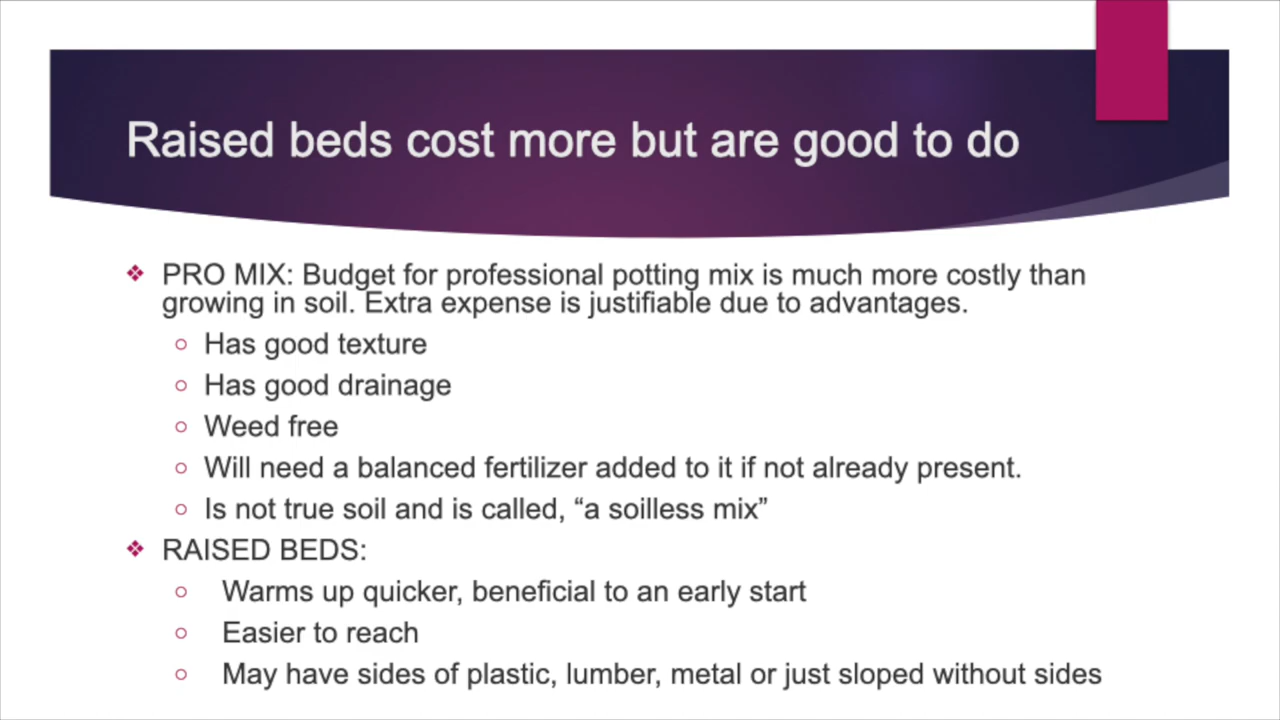 Raised beds cost more but are good to do
PRO MIX: Budget for professional potting mix is much more costly than
growing in soil. Extra expense is justifiable due to advantages.
Has good texture
Has good drainage
Weed free
Will need a balanced fertilizer added to it if not already present.
Is not true soil and is called, “a soilless mix”
RAISED BEDS:
Warms up quicker, beneficial to an early start
Easier to reach
May have sides of plastic, lumber, metal or just sloped without sides